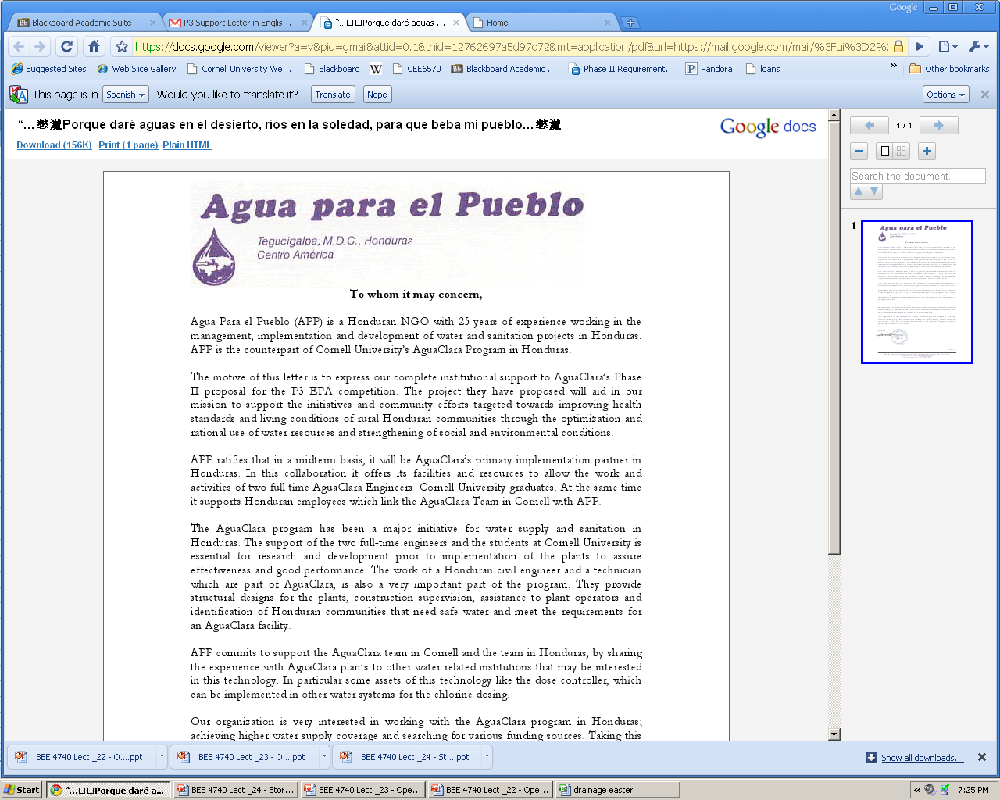 Google
Blackboard Academic Suite
P3 Support Letter in Englis...
"...□□Porque daré aguas ...
Home
https://docs.google.com/viewer?a=v&pid=gmail&attid=0.1&thid=12762697a5d97c72&mt=application/pdf&url=https://mail.google.com/mail/%3Fui%3D2%
Suggested Sites
Web Slice Gallery
Cornell University We...
Blackboard
W
CEE6570
Blackboard Academic ...
Phase II Requirement...
Pandora
loans
»
Other bookmarks
This page is in
Spanish
Would you like to translate it?
Translate
Nope
Options
Porque daré aguas en el desierto, ríos en la soledad, para que beba mi pueblo...
Google docs
Download (156K)
Print (1 page)
Plain HTML
1 / 1
Search the document.
1
Agua para el Pueblo
Tegucigalpa, M.D.C., Honduras
Centro América
To whom it may concern,
Agua Para el Pueblo (APP) is a Honduran NGO with 25 years of experience working in the
management, implementation and development of water and sanitation projects in Honduras.
APP is the counterpart of Cornell University's AguaClara Program in Honduras.
The motive of this letter is to express our complete institutional support to AguaClara's Phase
II proposal for the P3 EPA competition. The project they have proposed will aid in our
mission to support the initiatives and community efforts targeted towards improving health
standards and living conditions of rural Honduran communities through the optimization and
rational use of water resources and strengthening of social and environmental conditions.
APP ratifies that in a midterm basis, it will be AguaClara's primary implementation partner in
Honduras. In this collaboration it offers its facilities and resources to allow the work and
activities of two full time AguaClara Engineers–Cornell University graduates. At the same time
it supports Honduran employees which link the AguaClara Team in Cornell with APP.
The AguaClara program has been a major initiative for water supply and sanitation in
Honduras. The support of the two full-time engineers and the students at Cornell University is
essential for research and development prior to implementation of the plants to assure
effectiveness and good performance. The work of a Honduran civil engineer and a technician
which are part of AguaClara, is also a very important part of the program. They provide
structural designs for the plants, construction supervision, assistance to plant operators and
identification of Honduran communities that need safe water and meet the requirements for
an AguaClara facility.
APP commits to support the AguaClara team in Cornell and the team in Honduras, by sharing
the experience with AguaClara plants to other water related institutions that may be interested
in this technology. In particular some assets of this technology like the dose controller, which
can be implemented in other water systems for the chlorine dosing.
Our organization is very interested in working with the AguaClara program in Honduras;
achieving higher water supply coverage and searching for various funding sources. Taking this
Agua para el Pueblo
BEE 4740 Lect _22 - O....ppt
BEE 4740 Lect _23 - O....ppt
BEE 4740 Lect _24 - St....ppt
Show all downloads...
Start
"...□□Porque daré a...
BEE 4740 Lect _24 - Stor...
BEE 4740 Lect _23 - Ope...
BEE 4740 Lect _22 - Ope...
drainage easter
«
7:25 PM